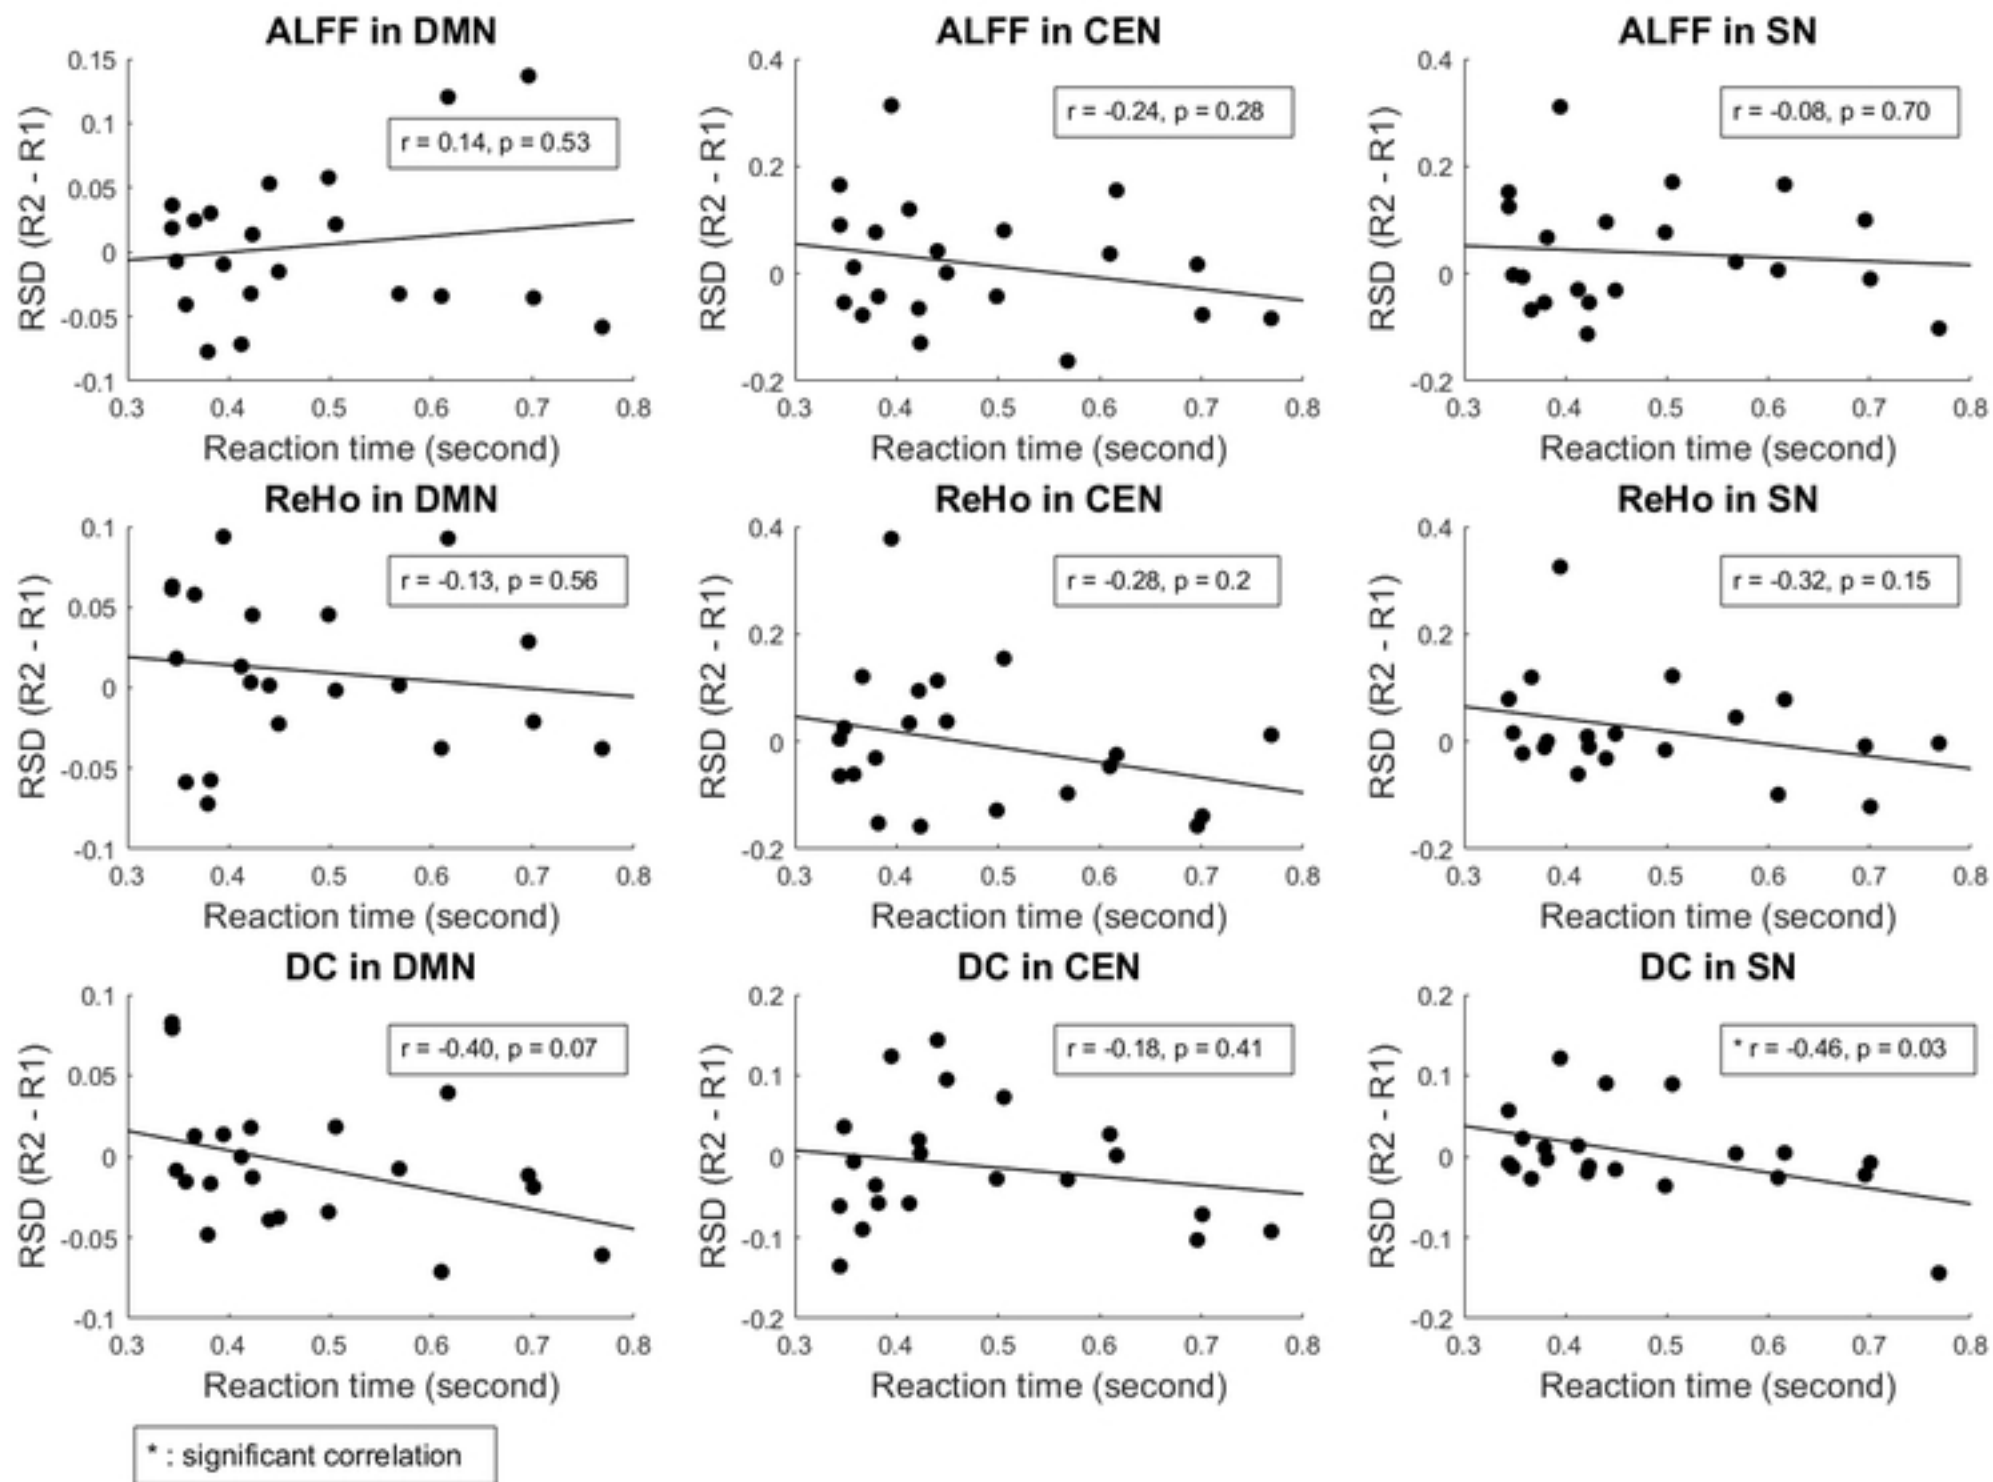 ALFF in DMN
RSD (R2 - R1)
0.15
0.1
0.05
0
-0.05
-0.1
r = 0.14, p = 0.53
0.3 0.4 0.5 0.6 0.7 0.8
Reaction time (second)
ALFF in CEN
RSD (R2 - R1)
0.4
0.2
0
-0.2
r = -0.24, p = 0.28
0.3 0.4 0.5 0.6 0.7 0.8
Reaction time (second)
ALFF in SN
RSD (R2 - R1)
0.4
0.2
0
-0.2
r = -0.08, p = 0.70
0.3 0.4 0.5 0.6 0.7 0.8
Reaction time (second)
ReHo in DMN
RSD (R2 - R1)
0.1
0.05
0
-0.05
-0.1
r = -0.13, p = 0.56
0.3 0.4 0.5 0.6 0.7 0.8
Reaction time (second)
ReHo in CEN
RSD (R2 - R1)
0.4
0.2
0
-0.2
r = -0.28, p = 0.2
0.3 0.4 0.5 0.6 0.7 0.8
Reaction time (second)
ReHo in SN
RSD (R2 - R1)
0.4
0.2
0
-0.2
r = -0.32, p = 0.15
0.3 0.4 0.5 0.6 0.7 0.8
Reaction time (second)
DC in DMN
RSD (R2 - R1)
0.1
0.05
0
-0.05
-0.1
r = -0.40, p = 0.07
0.3 0.4 0.5 0.6 0.7 0.8
Reaction time (second)
DC in CEN
RSD (R2 - R1)
0.2
0.1
0
-0.1
-0.2
r = -0.18, p = 0.41
0.3 0.4 0.5 0.6 0.7 0.8
Reaction time (second)
DC in SN
RSD (R2 - R1)
0.2
0.1
0
-0.1
-0.2
* r = -0.46, p = 0.03
0.3 0.4 0.5 0.6 0.7 0.8
Reaction time (second)
* : significant correlation